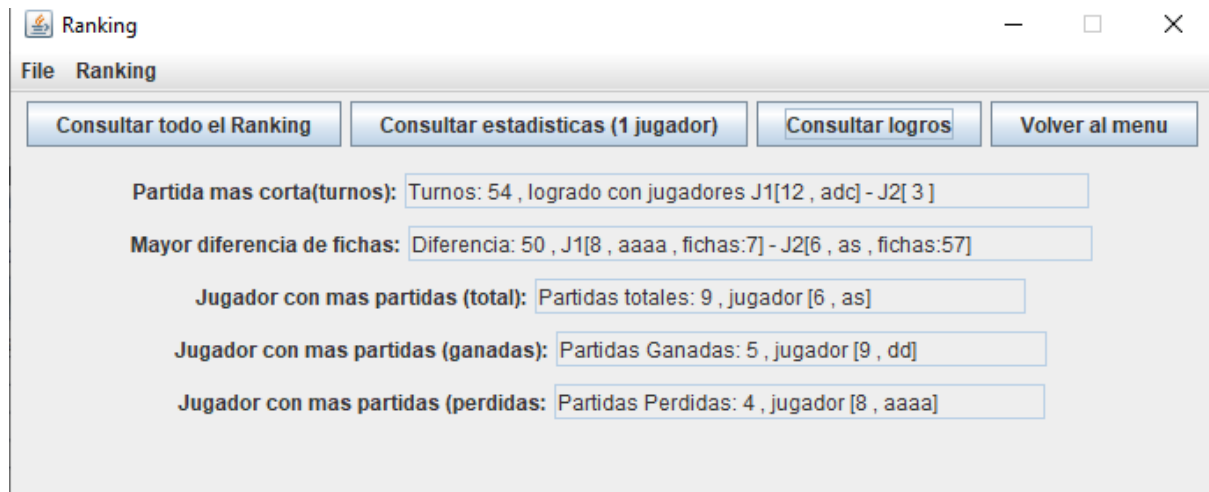 Ranking
File Ranking
Consultar todo el Ranking Consultar estadisticas (1 jugador) Consultar logros Volver al menu
Partida mas corta(turnos): Turnos: 54 , logrado con jugadores J1[12 , adc] - J2[ 3 ]
Mayor diferencia de fichas: Diferencia: 50 , J1[8 , aaaa , fichas:7] - J2[6 , as , fichas:57]
Jugador con mas partidas (total): Partidas totales: 9 , jugador [6 , as]
Jugador con mas partidas (ganadas): Partidas Ganadas: 5 , jugador [9 , dd]
Jugador con mas partidas (perdidas: Partidas Perdidas: 4 , jugador [8 , aaaa]